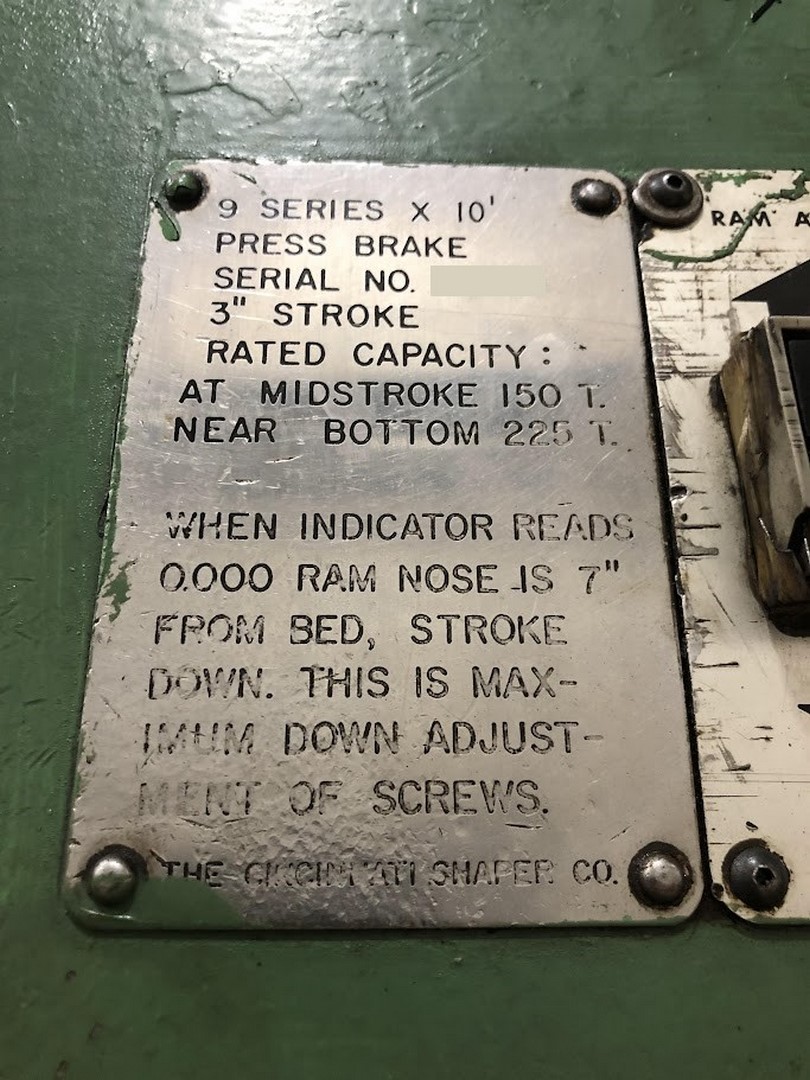 9 SERIES X 10'
PRESS BRAKE
SERIAL NO.
3" STROKE
RATED CAPACITY:
AT MIDSTROKE 150 T.
NEAR BOTTOM 225 T.
WHEN INDICATOR READS
0.000 RAM NOSE IS 7"
FROM BED, STROKE
DOWN. THIS IS MAX-
IMUM DOWN ADJUST-
MENT OF SCREWS.
THE CINCINNATI SHAPER CO.
RAM